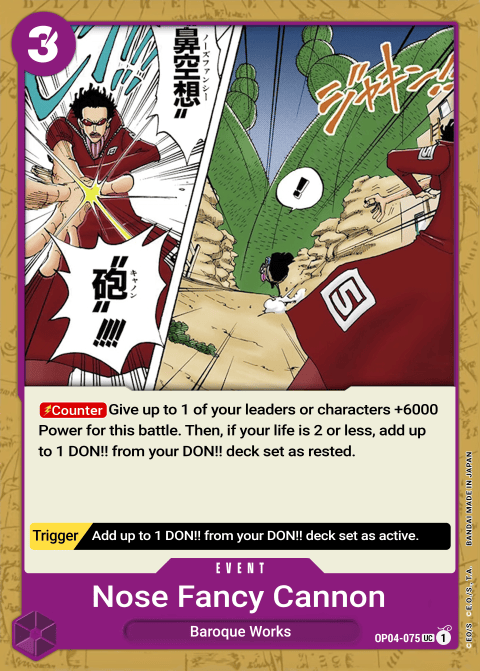 3
鼻空想〟
ノーズファンシー
ジャキン!!
!
〝砲〟!!!!
キャノン
S
Counter Give up to 1 of your leaders or characters +6000
Power for this battle. Then, if your life is 2 or less, add up
to 1 DON!! from your DON!! deck set as rested.
Trigger Add up to 1 DON!! from your DON!! deck set as active.
EVENT
Nose Fancy Cannon
Baroque Works
OP04-075 UC 1
BANDAI MADE IN JAPAN